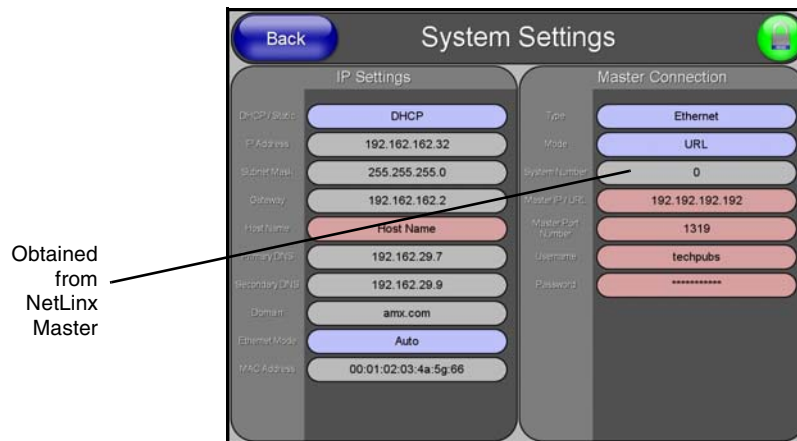 Back
System Settings
IP Settings
DHCP / Static
DHCP
IP Address
192.162.162.32
Subnet Mask
255.255.255.0
Gateway
192.162.162.2
Host Name
Host Name
Primary DNS
192.162.29.7
Secondary DNS
192.162.29.9
Domain
amx.com
Ethernet Mode
Auto
MAC Address
00:01:02:03:4a:5g:66
Master Connection
Type
Ethernet
Mode
URL
System Number
0
Master IP / URL
192.192.192.192
Master Port
Number
1319
Username
techpubs
Password
***********
Obtained
from
NetLinx
Master